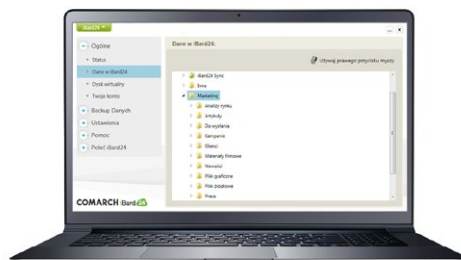 iBard24
Ogólne
Status
Dane w iBard24
Dysk wirtualny
Twoje konto
Backup Danych
Ustawienia
Pomoc
Poleć iBard24
COMARCH iBard24
Dane w iBard24:
Używaj prawego przycisku myszy
iBard24 Sync
Inne
Marketing
Analizy rynku
Artykuły
Do wysłania
Kampanie
Klienci
Materiały firmowe
Nowości
Pliki graficzne
Pliki źródłowe
Prasa